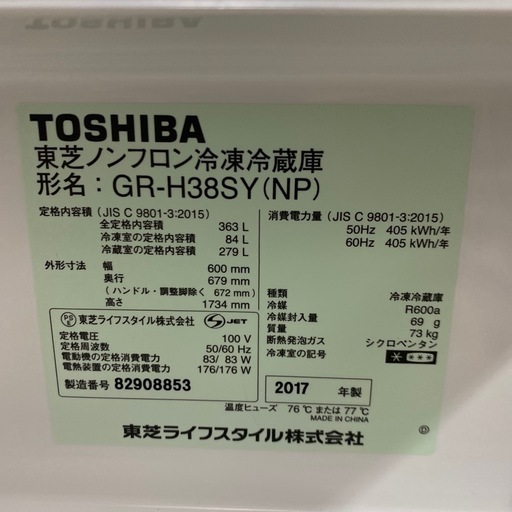 TOSHIBA
東芝ノンフロン冷凍冷蔵庫
形名：GR-H38SY(NP)
定格内容積（JIS C 9801-3:2015）
全定格内容積 363 L
冷凍室の定格内容積 84 L
冷蔵室の定格内容積 279 L
外形寸法 幅 600 mm
奥行 679 mm
（ハンドル・調整脚除く 672 mm）
高さ 1734 mm
消費電力量（JIS C 9801-3:2015）
50Hz 405 kWh/年
60Hz 405 kWh/年
種類 冷凍冷蔵庫
冷媒 R600a
冷媒封入量 69 g
質量 73 kg
断熱発泡ガス シクロペンタン
冷凍室の記号 * ***
PSE 東芝ライフスタイル株式会社 S JET
定格電圧 100 V
定格周波数 50/60 Hz
電動機の定格消費電力 83/ 83 W
電熱装置の定格消費電力 176/176 W
製造番号 82908853
2017 年製
温度ヒューズ 76℃ または 77℃
MADE IN CHINA
東芝ライフスタイル株式会社
Ⓓ